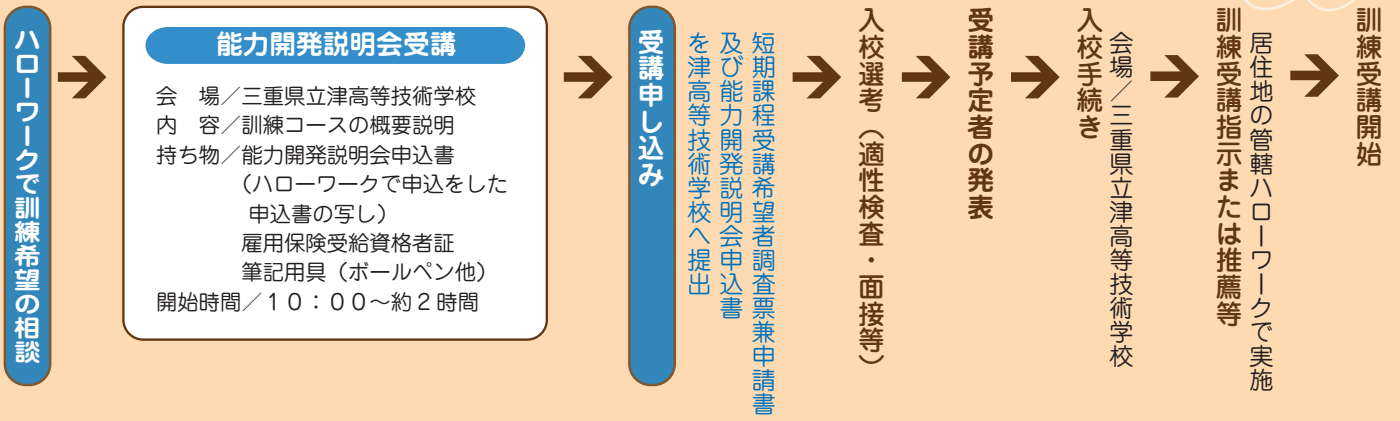 ハローワークで訓練希望の相談
能力開発説明会受講
会　場／三重県立津高等技術学校
内　容／訓練コースの概要説明
持ち物／能力開発説明会申込書
（ハローワークで申込をした
申込書の写し）
雇用保険受給資格者証
筆記用具（ボールペン他）
開始時間／１０：００～約２時間
受講申し込み
短期課程受講希望者調査票兼申請書
及び能力開発説明会申込書
を津高等技術学校へ提出
入校選考（適性検査・面接等）
受講予定者の発表
入校手続き
会場／三重県立津高等技術学校
訓練受講指示または推薦等
居住地の管轄ハローワークで実施
訓練受講開始